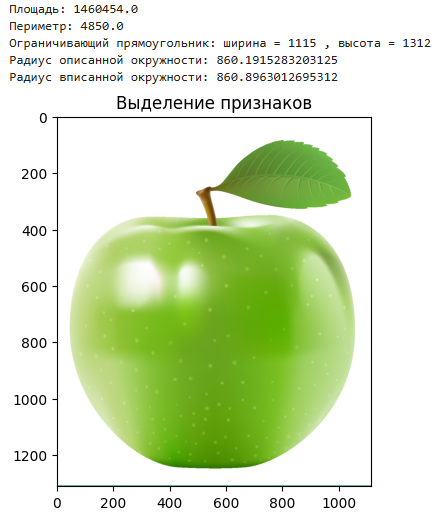 Площадь: 1460454.0
Периметр: 4850.0
Ограничивающий прямоугольник: ширина = 1115 , высота = 1312
Радиус описанной окружности: 860.1915283203125
Радиус вписанной окружности: 860.8963012695312
Выделение признаков
0
200
400
600
800
1000
1200
0 200 400 600 800 1000